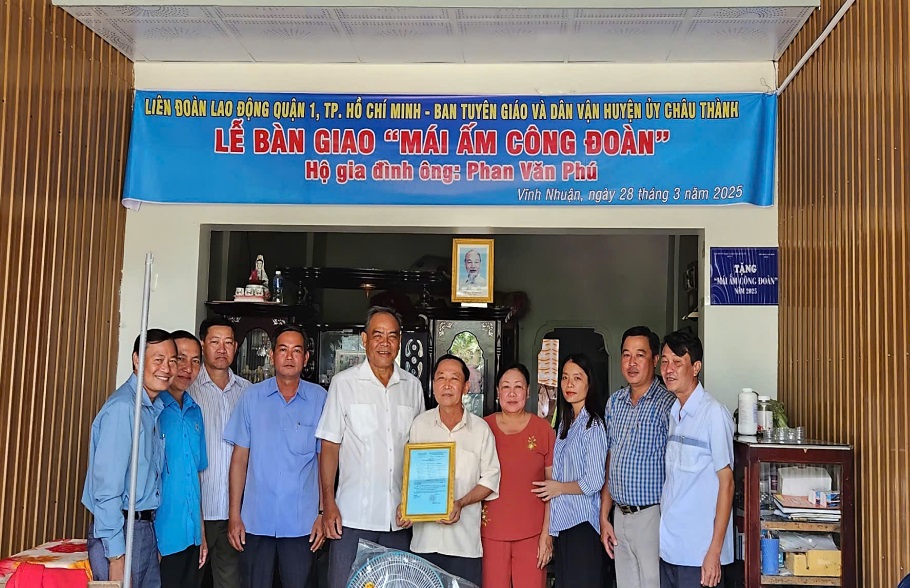 LIÊN ĐOÀN LAO ĐỘNG QUẬN 1, TP. HỒ CHÍ MINH - BAN TUYÊN GIÁO VÀ DÂN VẬN HUYỆN ỦY CHÂU THÀNH
LỄ BÀN GIAO “MÁI ẤM CÔNG ĐOÀN”
Hộ gia đình ông: Phan Văn Phú
Vĩnh Nhuận, ngày 28 tháng 3 năm 2025
TẶNG
“MÁI ẤM CÔNG ĐOÀN”
NĂM 2025